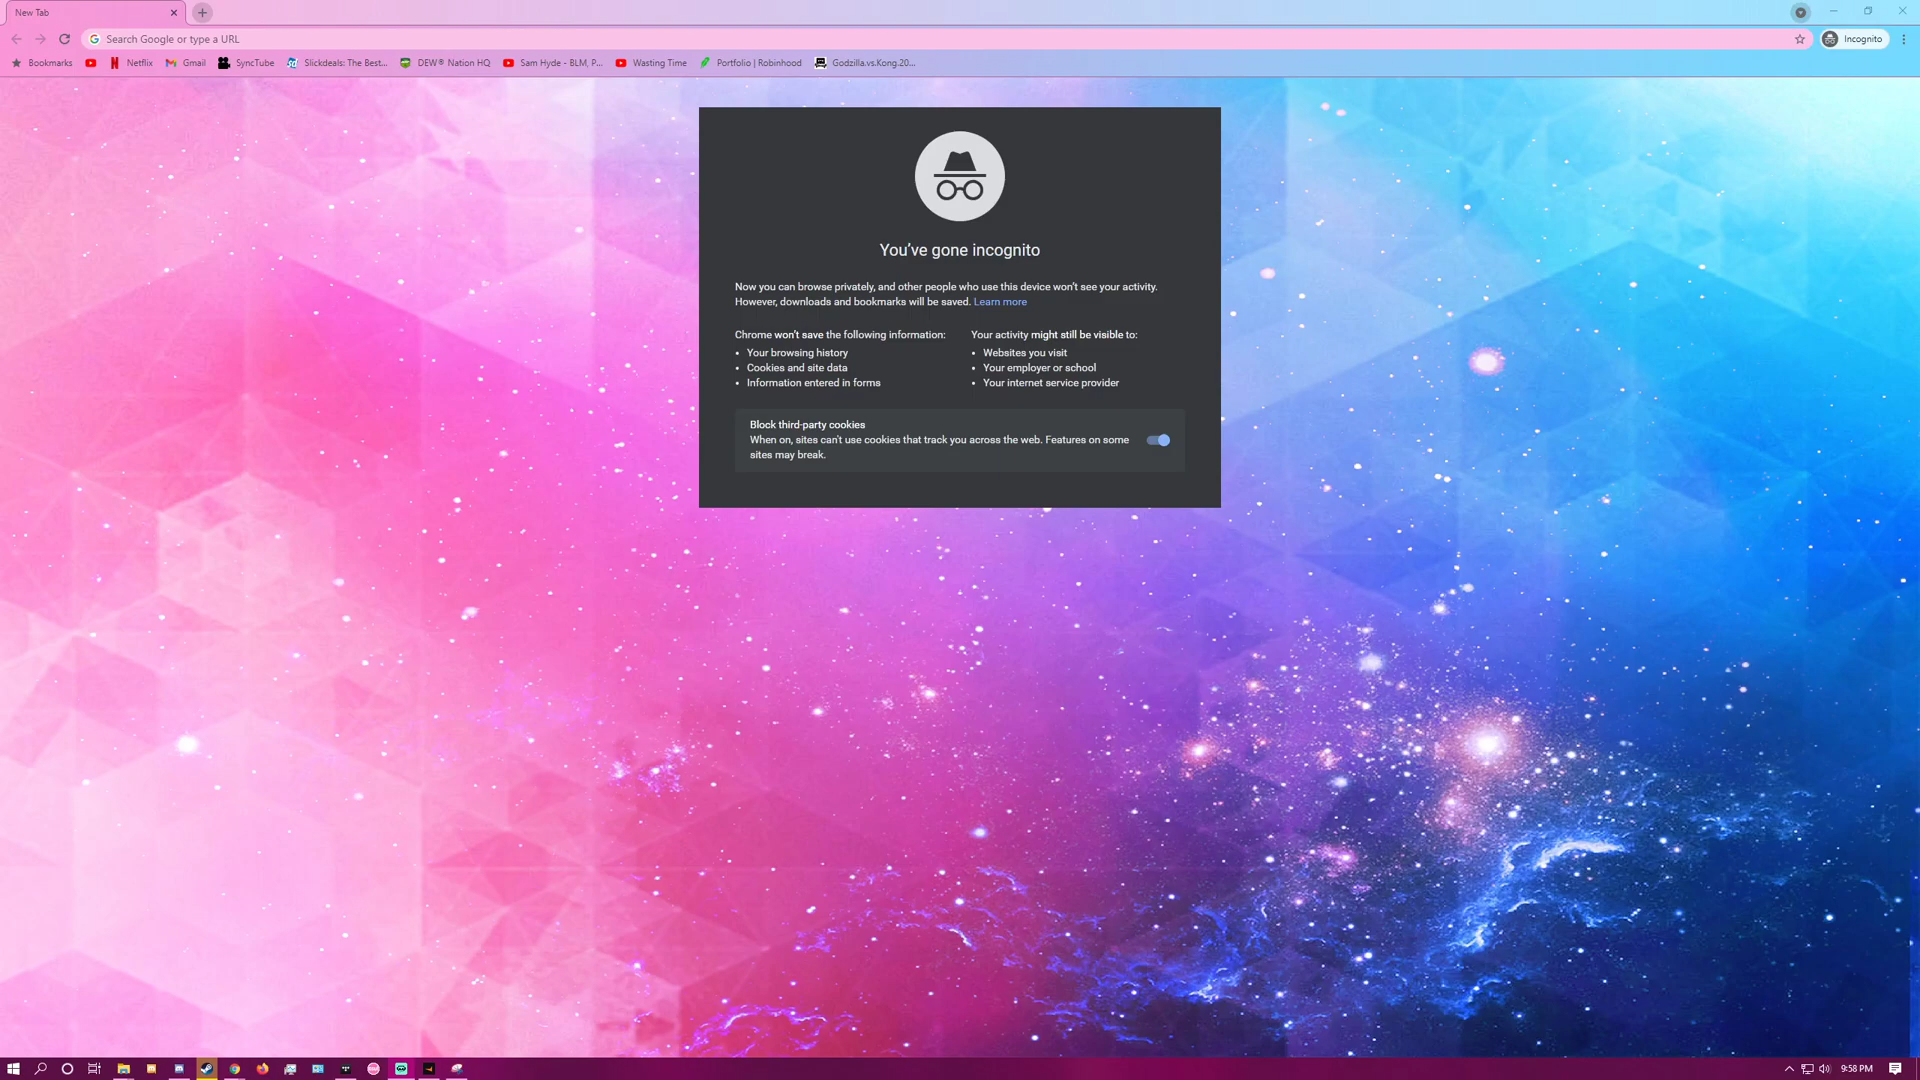 New Tab
Search Google or type a URL
Incognito
Bookmarks Netflix Gmail SyncTube Slickdeals: The Best... DEW® Nation HQ Sam Hyde - BLM, P... Wasting Time Portfolio | Robinhood Godzilla.vs.Kong.20...
You've gone incognito
Now you can browse privately, and other people who use this device won't see your activity.
However, downloads and bookmarks will be saved. Learn more
Chrome won't save the following information:
Your browsing history
Cookies and site data
Information entered in forms
Your activity might still be visible to:
Websites you visit
Your employer or school
Your internet service provider
Block third-party cookies
When on, sites can't use cookies that track you across the web. Features on some
sites may break.
9:58 PM